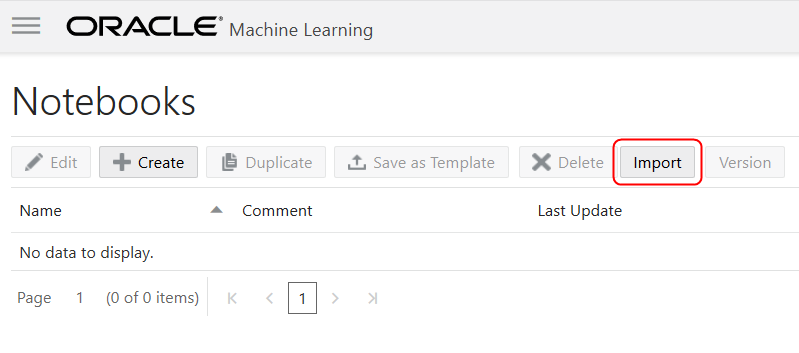 ORACLE® Machine Learning
Notebooks
Edit Create Duplicate Save as Template Delete Import Version
Name Comment Last Update
No data to display.
Page 1 (0 of 0 items) 1